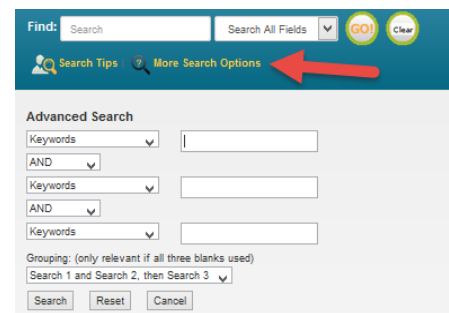 Find: Search Search All Fields GO! Clear
Search Tips ? More Search Options
Advanced Search
Keywords
AND
Keywords
AND
Keywords
Grouping: (only relevant if all three blanks used)
Search 1 and Search 2, then Search 3
Search Reset Cancel